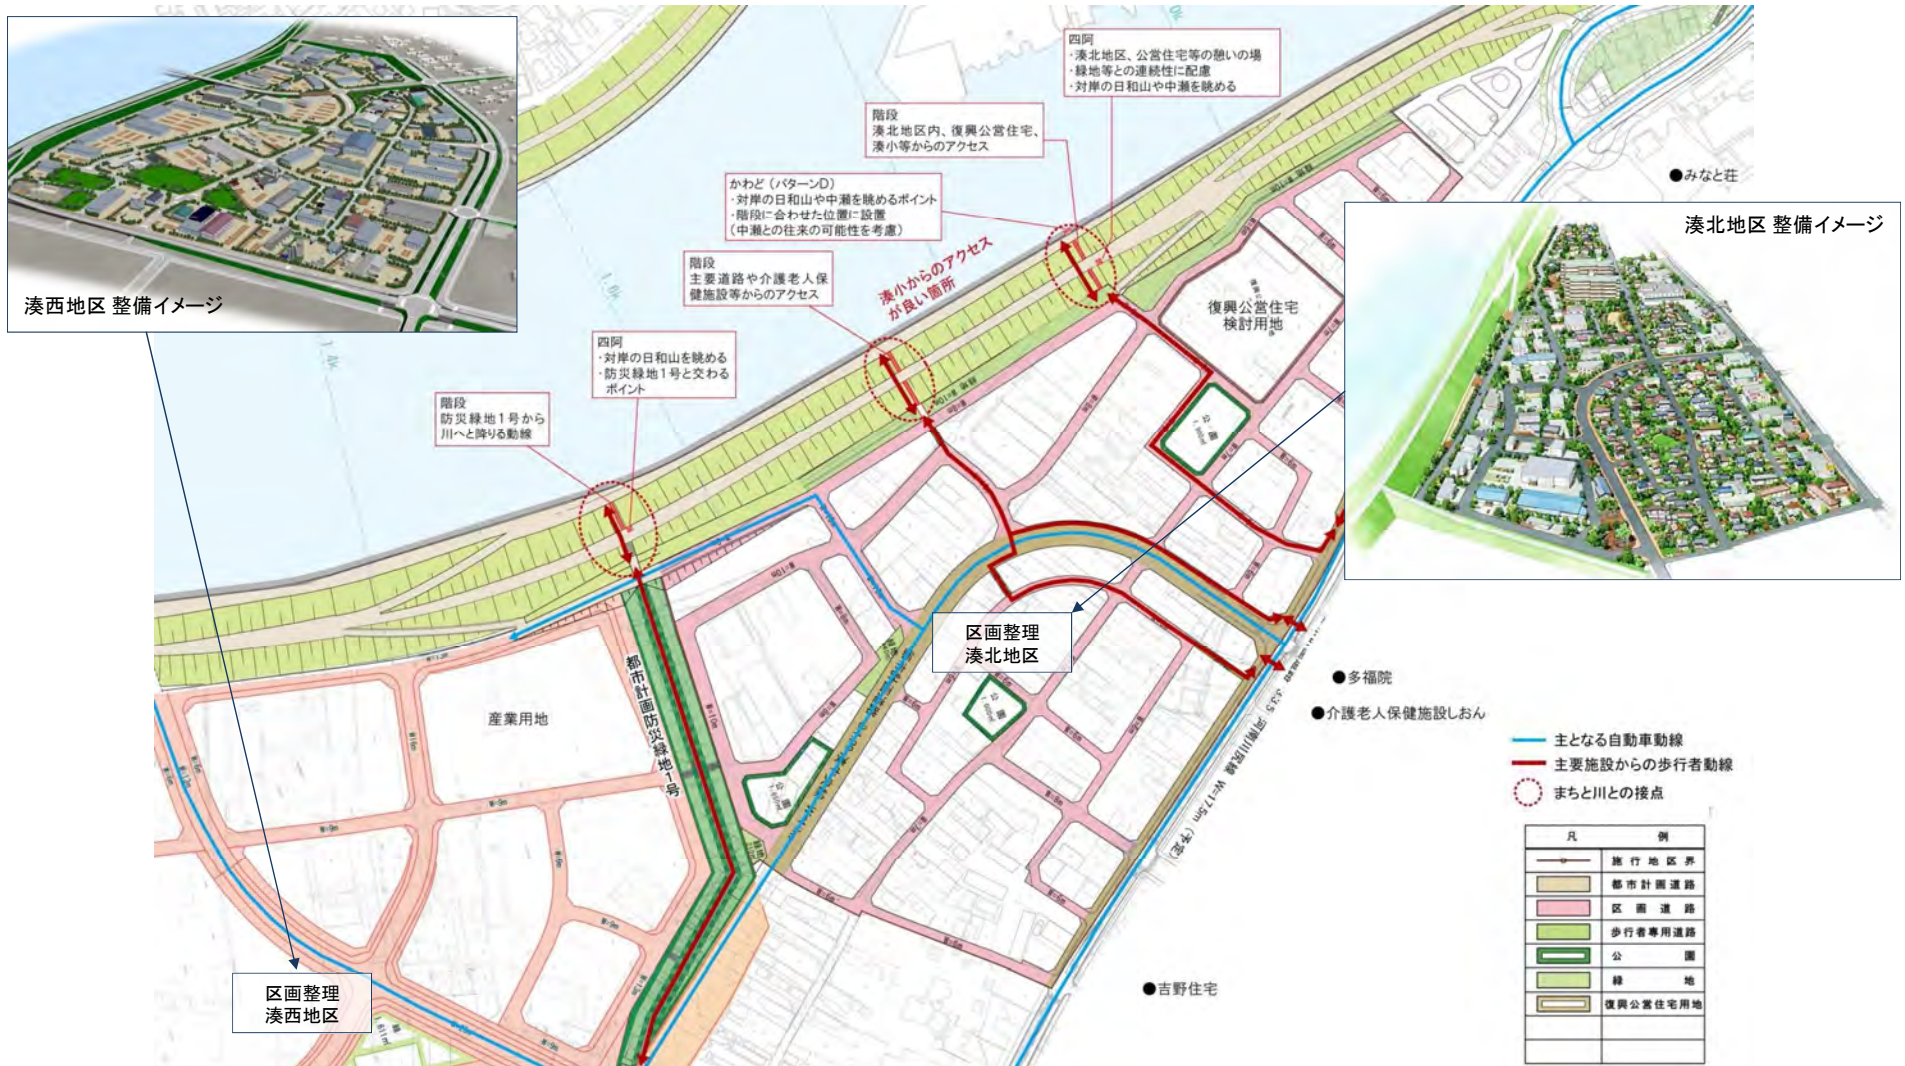 湊西地区 整備イメージ
四阿
・湊北地区、公営住宅等の憩いの場
・緑地等との連続性に配慮
・対岸の日和山や中瀬を眺める
階段
湊北地区内、復興公営住宅、
湊小等からのアクセス
かわど（パターンD）
・対岸の日和山や中瀬を眺めるポイント
・階段に合わせた位置に設置
（中瀬との往来の可能性を考慮）
階段
主要道路や介護老人保
健施設等からのアクセス
湊小からのアクセス
が良い箇所
四阿
・対岸の日和山を眺める
・防災緑地1号と交わる
ポイント
階段
防災緑地1号から
川へと降りる動線
1.0k
1.4k
●みなと荘
湊北地区 整備イメージ
復興公営住宅
検討用地
公園
公園
公園
区画整理
湊北地区
産業用地
都市計画防災緑地1号
●多福院
●介護老人保健施設しおん
W=17.5m（予定）
区画整理
湊西地区
●吉野住宅
主となる自動車動線
主要施設からの歩行者動線
まちと川との接点
凡例
施行地区界
都市計画道路
区画道路
歩行者専用道路
公園
緑地
復興公営住宅用地